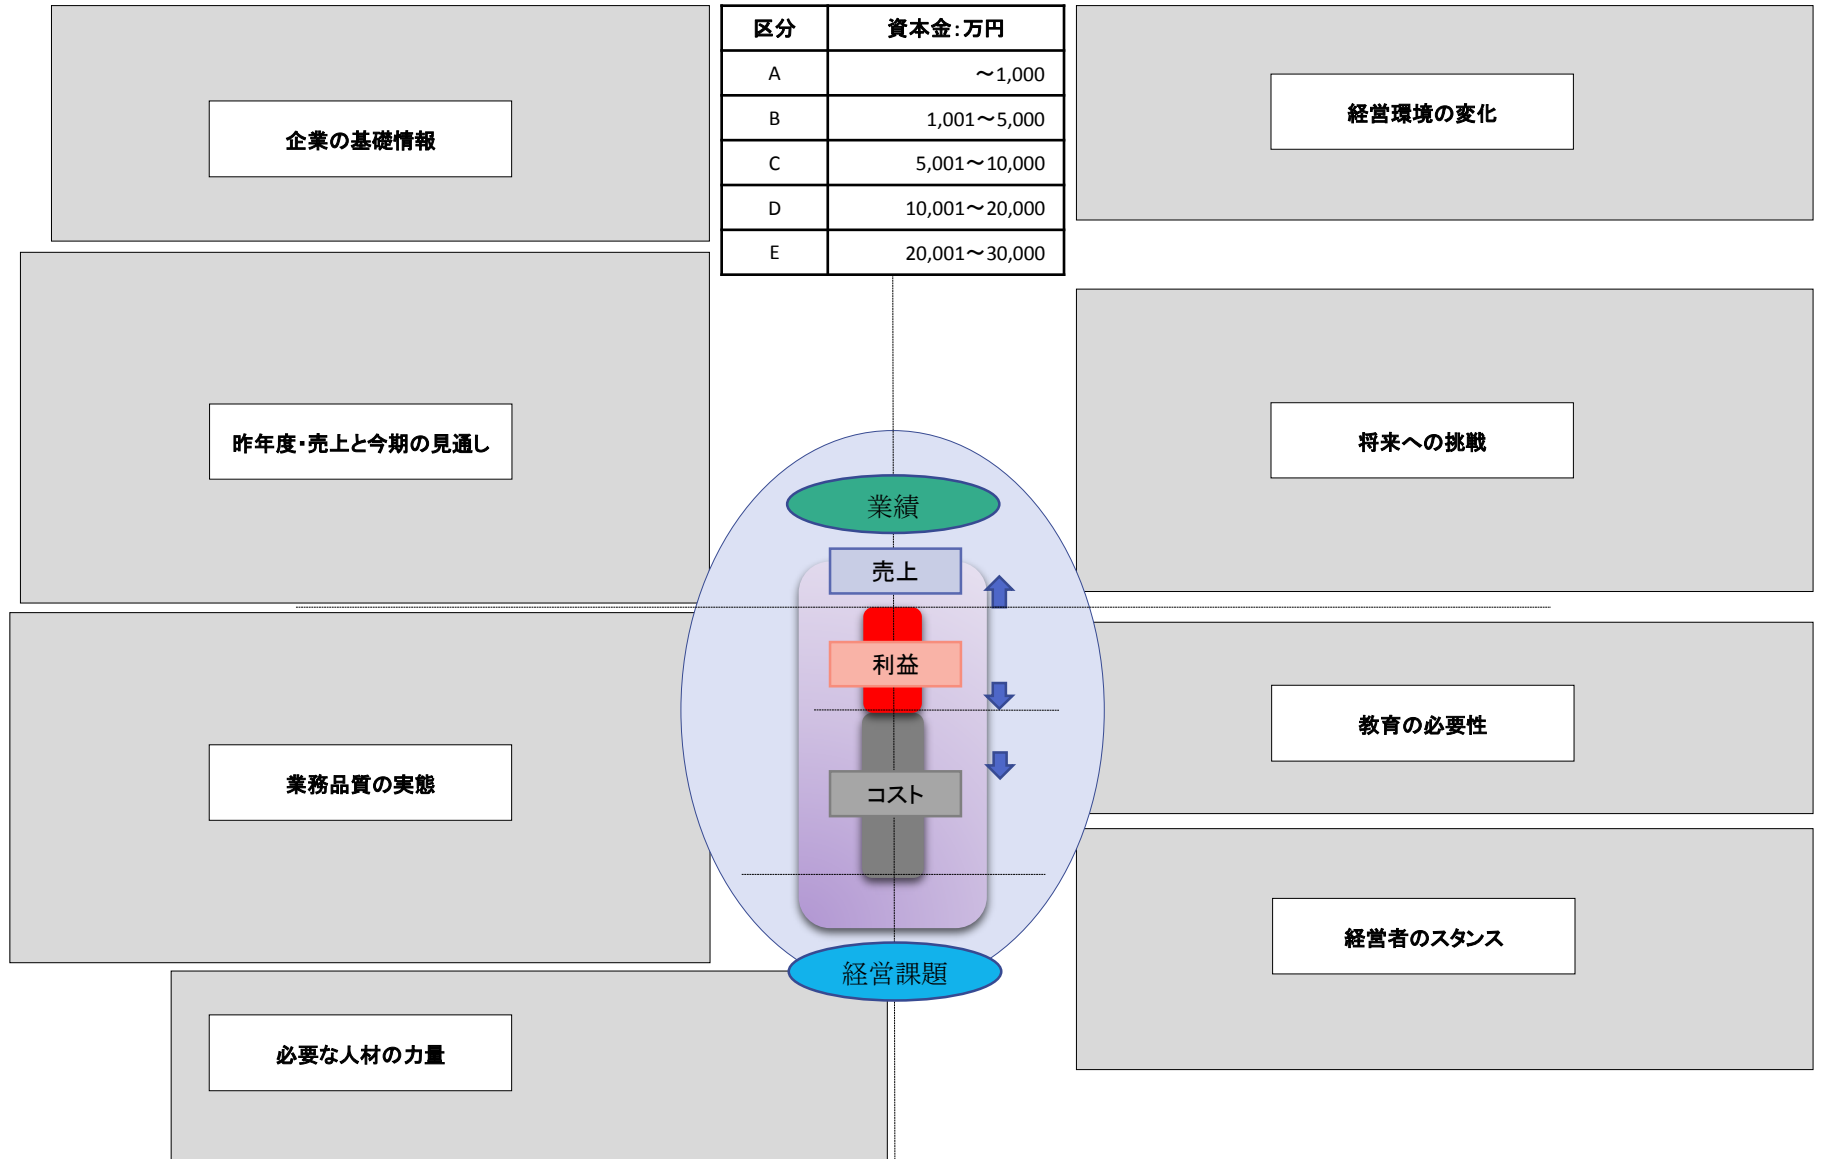 企業の基礎情報
区分 資本金：万円
A ～1,000
B 1,001～5,000
C 5,001～10,000
D 10,001～20,000
E 20,001～30,000
経営環境の変化
昨年度・売上と今期の見通し
将来への挑戦
業績
売上
利益
コスト
経営課題
業務品質の実態
教育の必要性
経営者のスタンス
必要な人材の力量